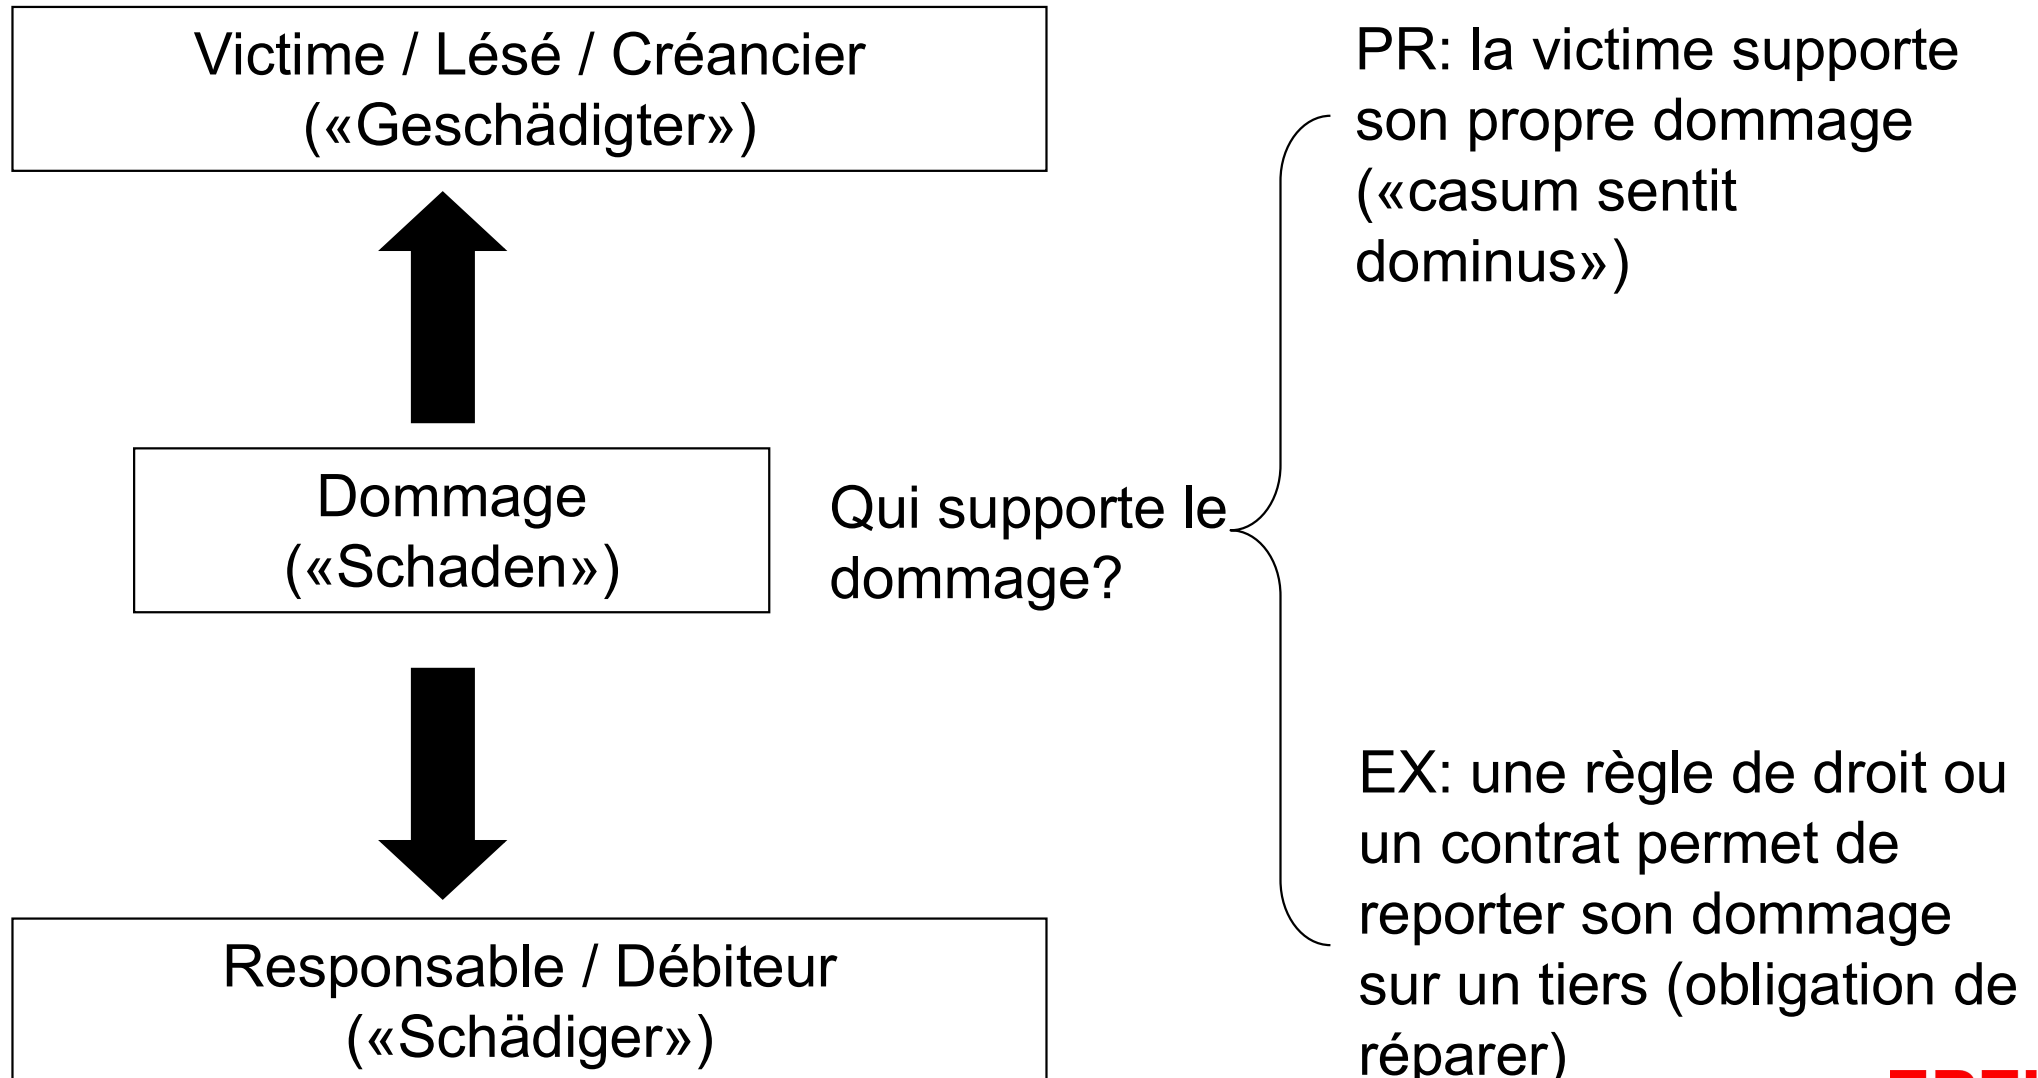 Victime / Lésé / Créancier
(«Geschädigter»)
Dommage
(«Schaden»)
Responsable / Débiteur
(«Schädiger»)
Qui supporte le
dommage?
PR: la victime supporte
son propre dommage
(«casum sentit
dominus»)
EX: une règle de droit ou
un contrat permet de
reporter son dommage
sur un tiers (obligation de
réparer)